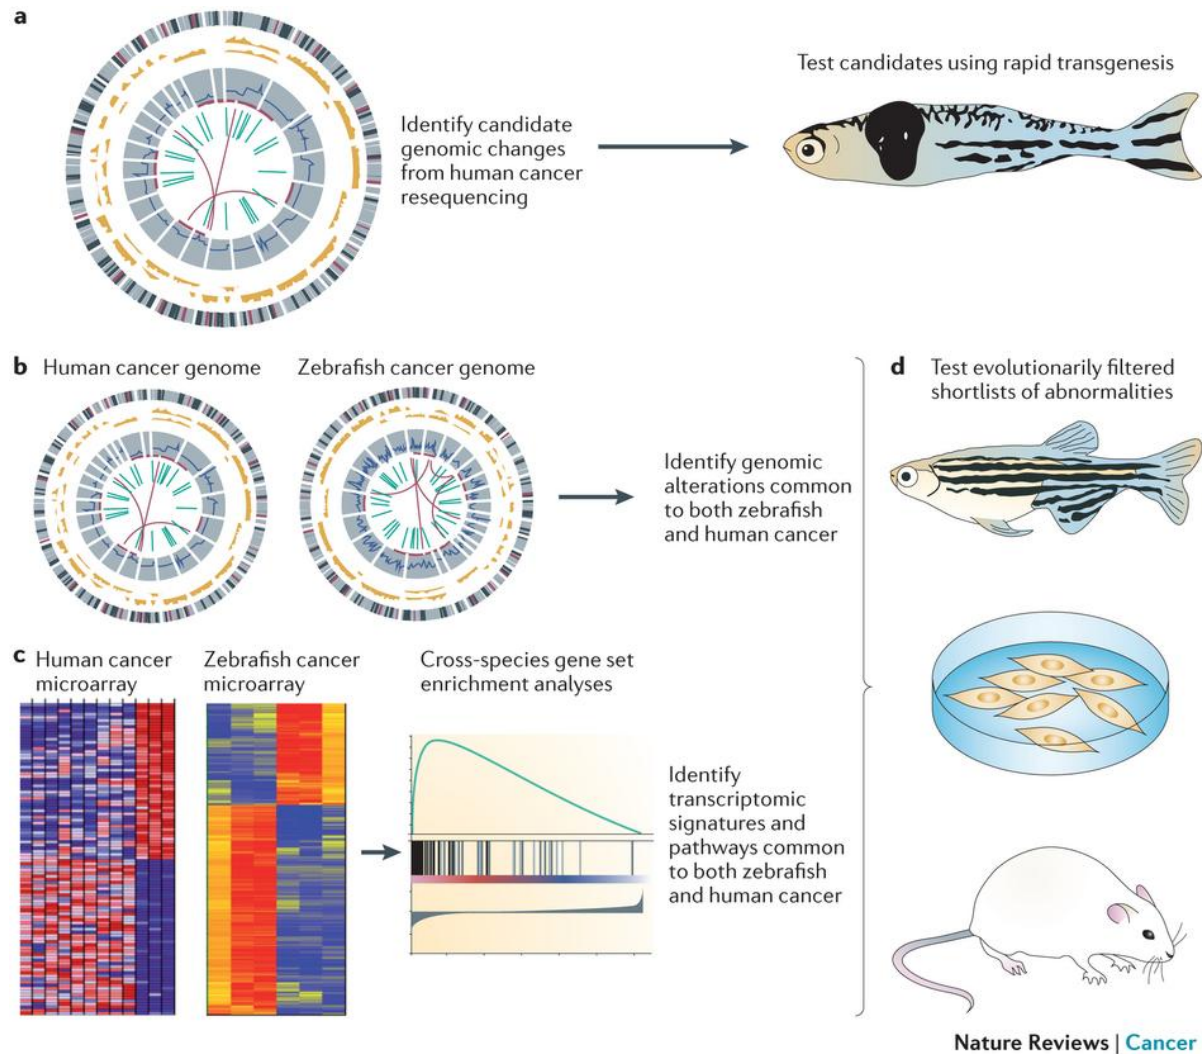 a
Identify candidate
genomic changes
from human cancer
resequencing
Test candidates using rapid transgenesis
b
Human cancer genome
Zebrafish cancer genome
Identify genomic
alterations common
to both zebrafish
and human cancer
c
Human cancer
microarray
Zebrafish cancer
microarray
Cross-species gene set
enrichment analyses
Identify
transcriptomic
signatures and
pathways common
to both zebrafish
and human cancer
d
Test evolutionarily filtered
shortlists of abnormalities
Nature Reviews | Cancer